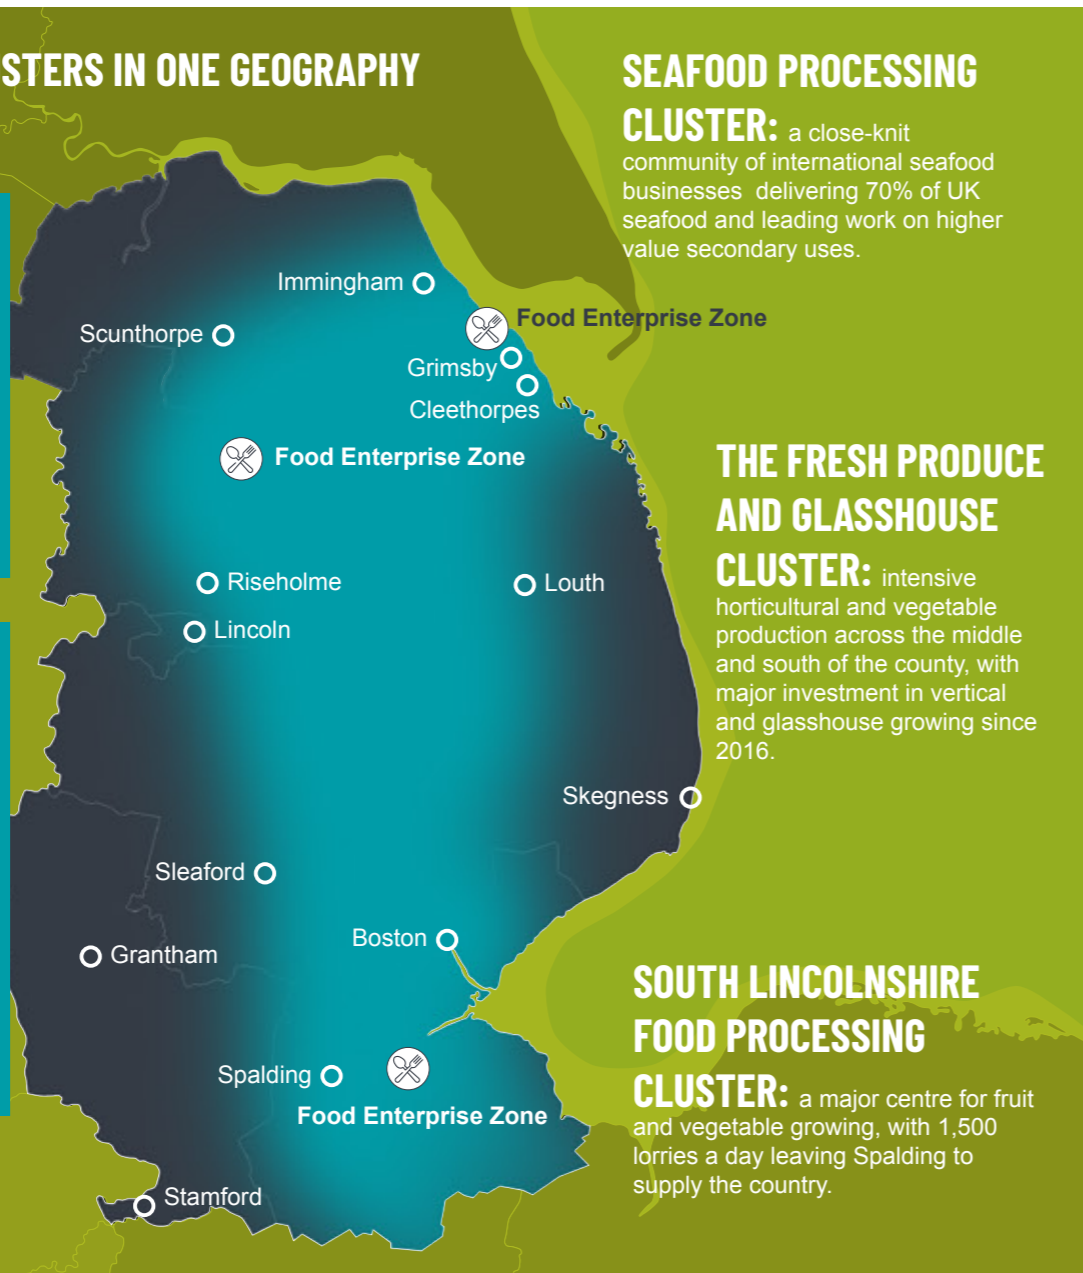 STERS IN ONE GEOGRAPHY
SEAFOOD PROCESSING
CLUSTER: a close-knit
community of international seafood
businesses delivering 70% of UK
seafood and leading work on higher
value secondary uses.
Immingham
Scunthorpe
Food Enterprise Zone
Grimsby
Cleethorpes
Food Enterprise Zone
THE FRESH PRODUCE
AND GLASSHOUSE
CLUSTER: intensive
horticultural and vegetable
production across the middle
and south of the county, with
major investment in vertical
and glasshouse growing since
2016.
Riseholme
Louth
Lincoln
Skegness
Sleaford
Boston
Grantham
SOUTH LINCOLNSHIRE
FOOD PROCESSING
CLUSTER: a major centre for fruit
and vegetable growing, with 1,500
lorries a day leaving Spalding to
supply the country.
Spalding
Food Enterprise Zone
Stamford